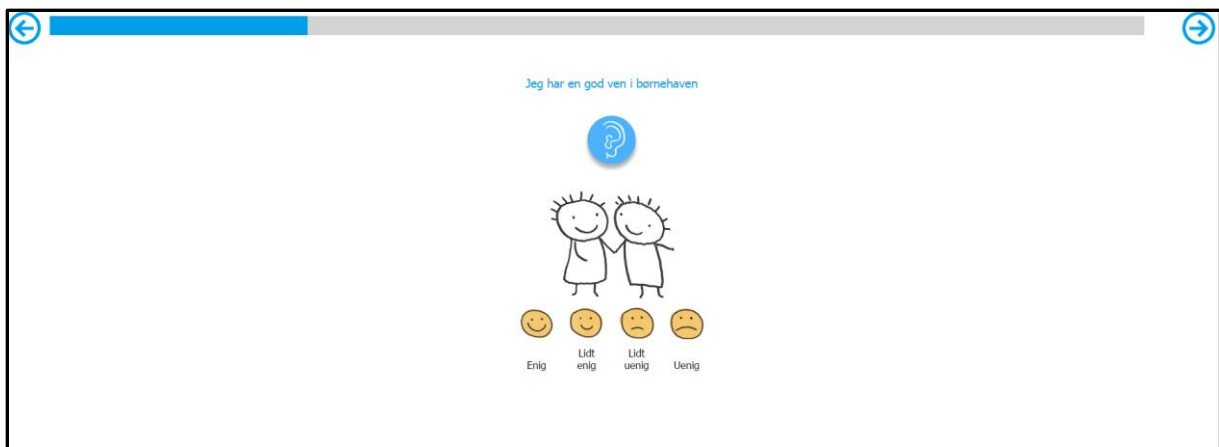 Jeg har en god ven i børnehaven
Enig
Lidt
enig
Lidt
uenig
Uenig